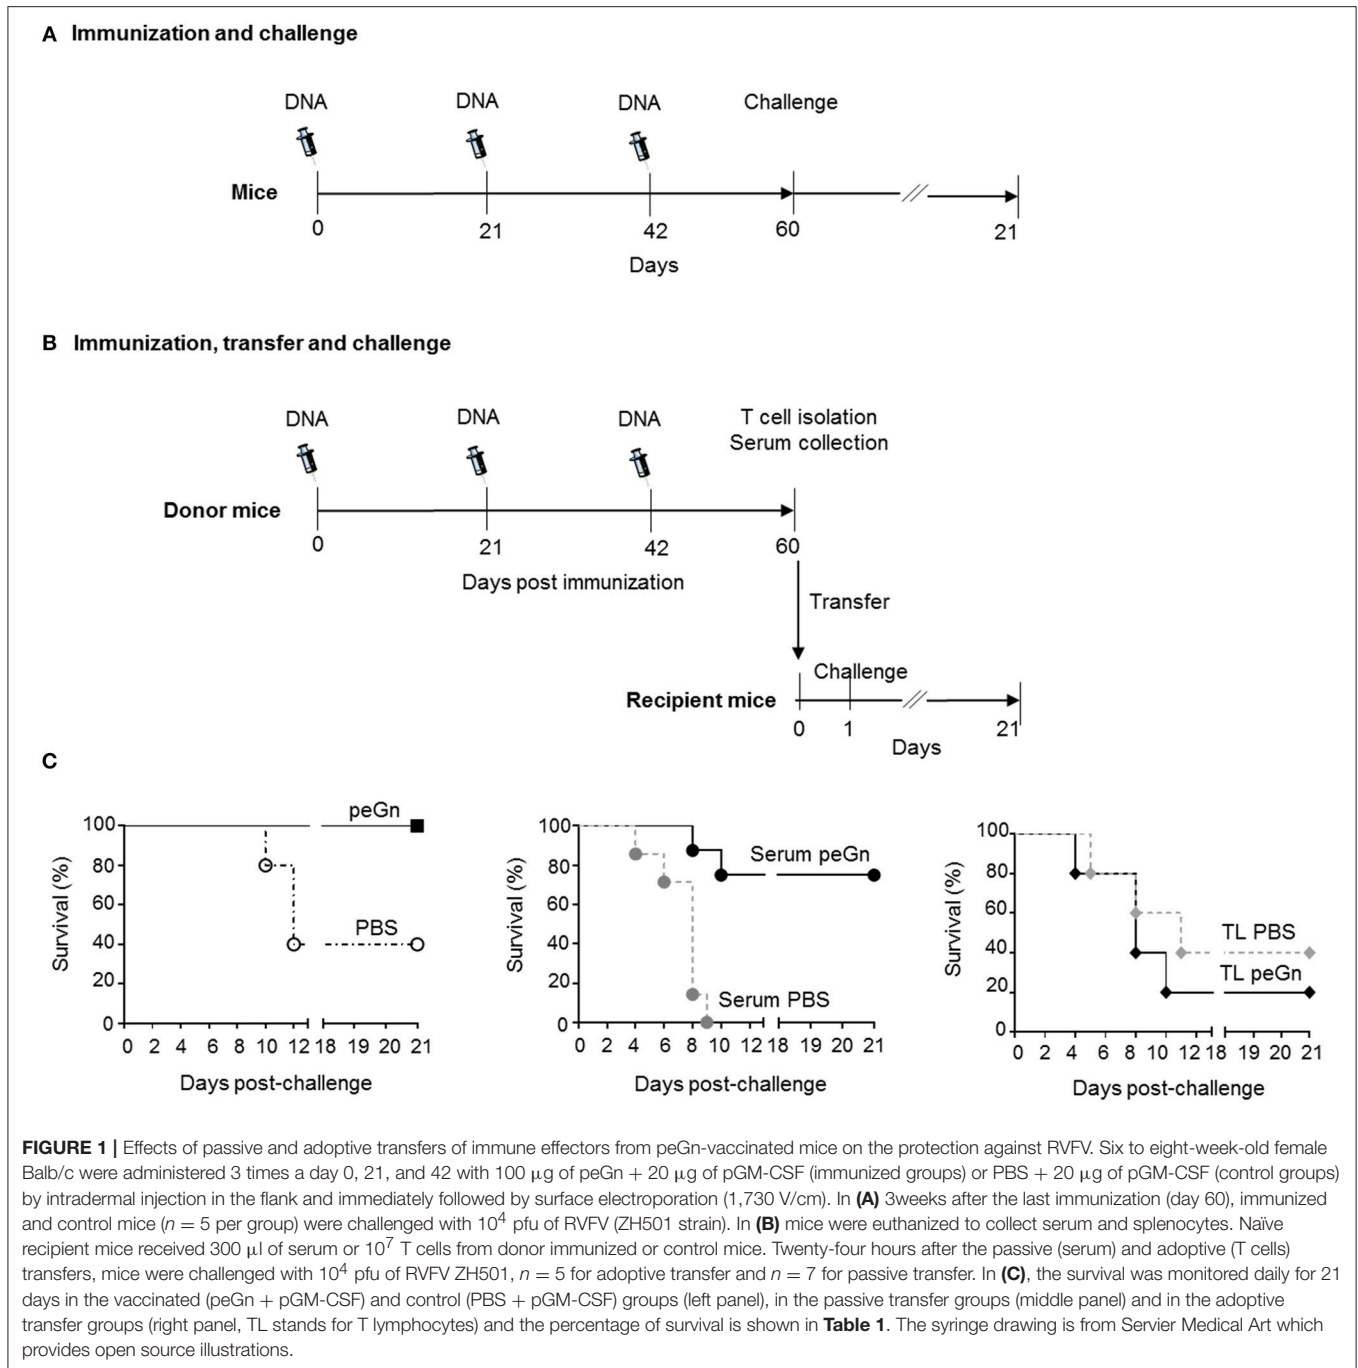 A Immunization and challenge
DNA DNA DNA Challenge
Mice
0 21 42 60 21
Days
B Immunization, transfer and challenge
DNA DNA DNA T cell isolation
Serum collection
Donor mice
0 21 42 60
Days post immunization
Transfer
Challenge
Recipient mice
0 1 21
Days
C
Survival (%)
100
80
60
40
20
0
peGn
PBS
0 2 4 6 8 10 12 18 19 20 21
Days post-challenge
Survival (%)
100
80
60
40
20
0
Serum peGn
Serum PBS
0 2 4 6 8 10 12 18 19 20 21
Days post-challenge
Survival (%)
100
80
60
40
20
0
TL PBS
TL peGn
0 2 4 6 8 10 12 18 19 20 21
Days post-challenge
FIGURE 1 | Effects of passive and adoptive transfers of immune effectors from peGn-vaccinated mice on the protection against RVFV. Six to eight-week-old female
Balb/c were administered 3 times a day 0, 21, and 42 with 100 μg of peGn + 20 μg of pGM-CSF (immunized groups) or PBS + 20 μg of pGM-CSF (control groups)
by intradermal injection in the flank and immediately followed by surface electroporation (1,730 V/cm). In (A) 3weeks after the last immunization (day 60), immunized
and control mice (n = 5 per group) were challenged with 10⁴ pfu of RVFV (ZH501 strain). In (B) mice were euthanized to collect serum and splenocytes. Naïve
recipient mice received 300 μl of serum or 10⁷ T cells from donor immunized or control mice. Twenty-four hours after the passive (serum) and adoptive (T cells)
transfers, mice were challenged with 10⁴ pfu of RVFV ZH501, n = 5 for adoptive transfer and n = 7 for passive transfer. In (C), the survival was monitored daily for 21
days in the vaccinated (peGn + pGM-CSF) and control (PBS + pGM-CSF) groups (left panel), in the passive transfer groups (middle panel) and in the adoptive
transfer groups (right panel, TL stands for T lymphocytes) and the percentage of survival is shown in Table 1. The syringe drawing is from Servier Medical Art which
provides open source illustrations.